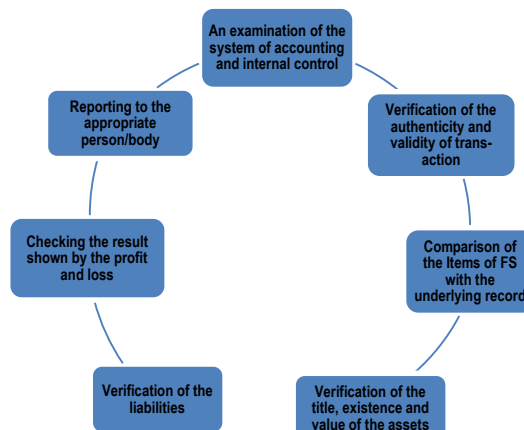 An examination of the
system of accounting
and internal control
Verification of the
authenticity and
validity of trans-
action
Comparison of
the Items of FS
with the
underlying record
Verification of the
title, existence and
value of the assets
Verification of the
liabilities
Checking the result
shown by the profit
and loss
Reporting to the
appropriate
person/body